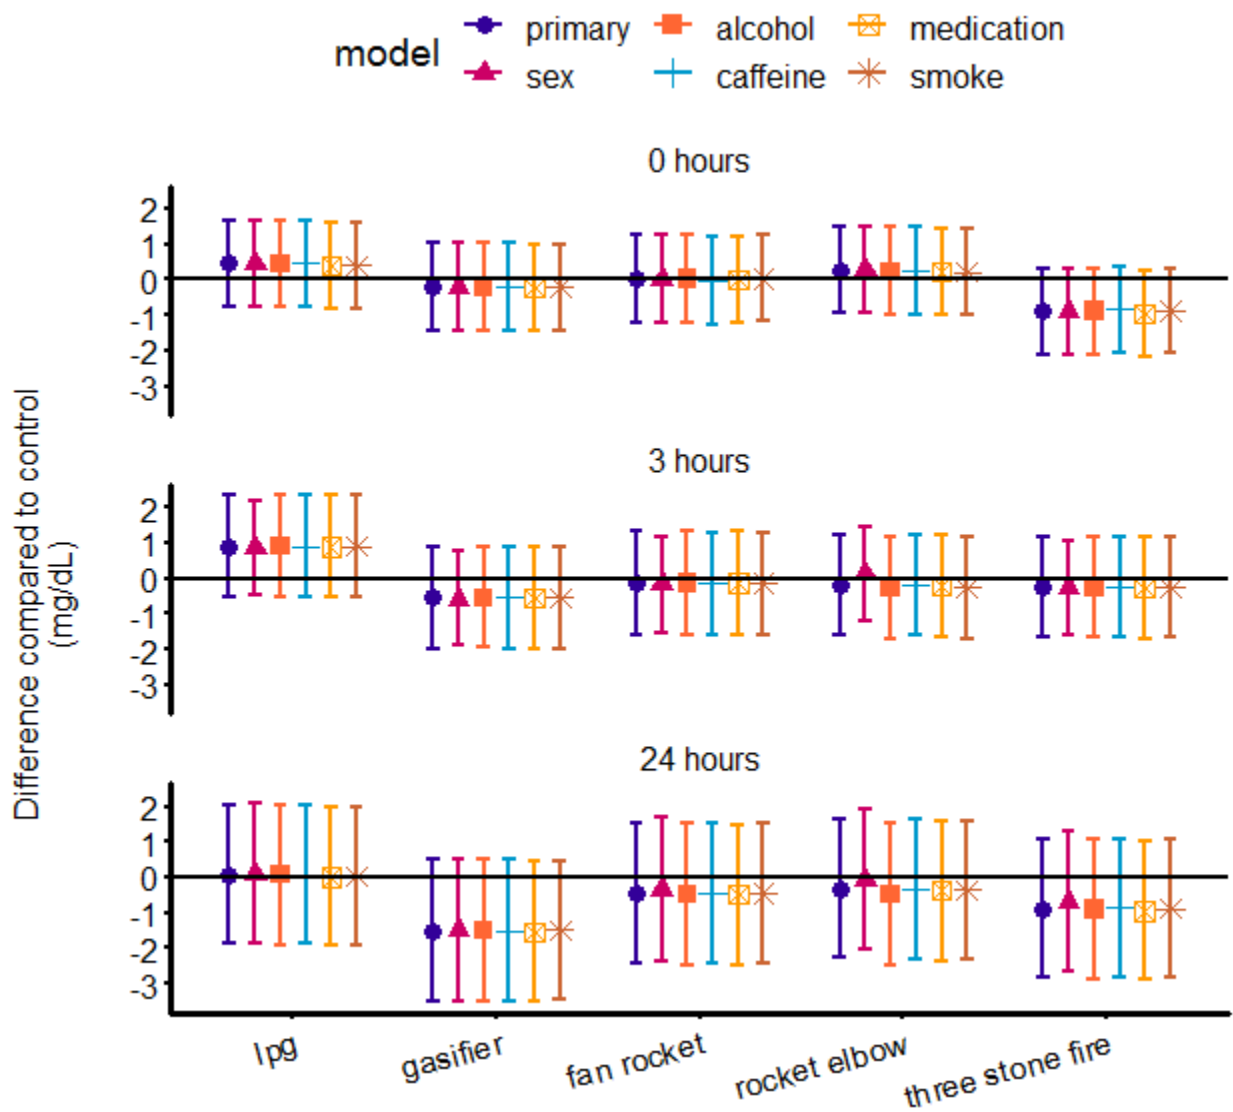 model
primary
alcohol
medication
sex
caffeine
smoke
0 hours
2
1
0
-1
-2
-3
3 hours
2
1
0
-1
-2
-3
24 hours
2
1
0
-1
-2
-3
Difference compared to control
(mg/dL)
lpg
gasifier
fan rocket
rocket elbow
three stone fire